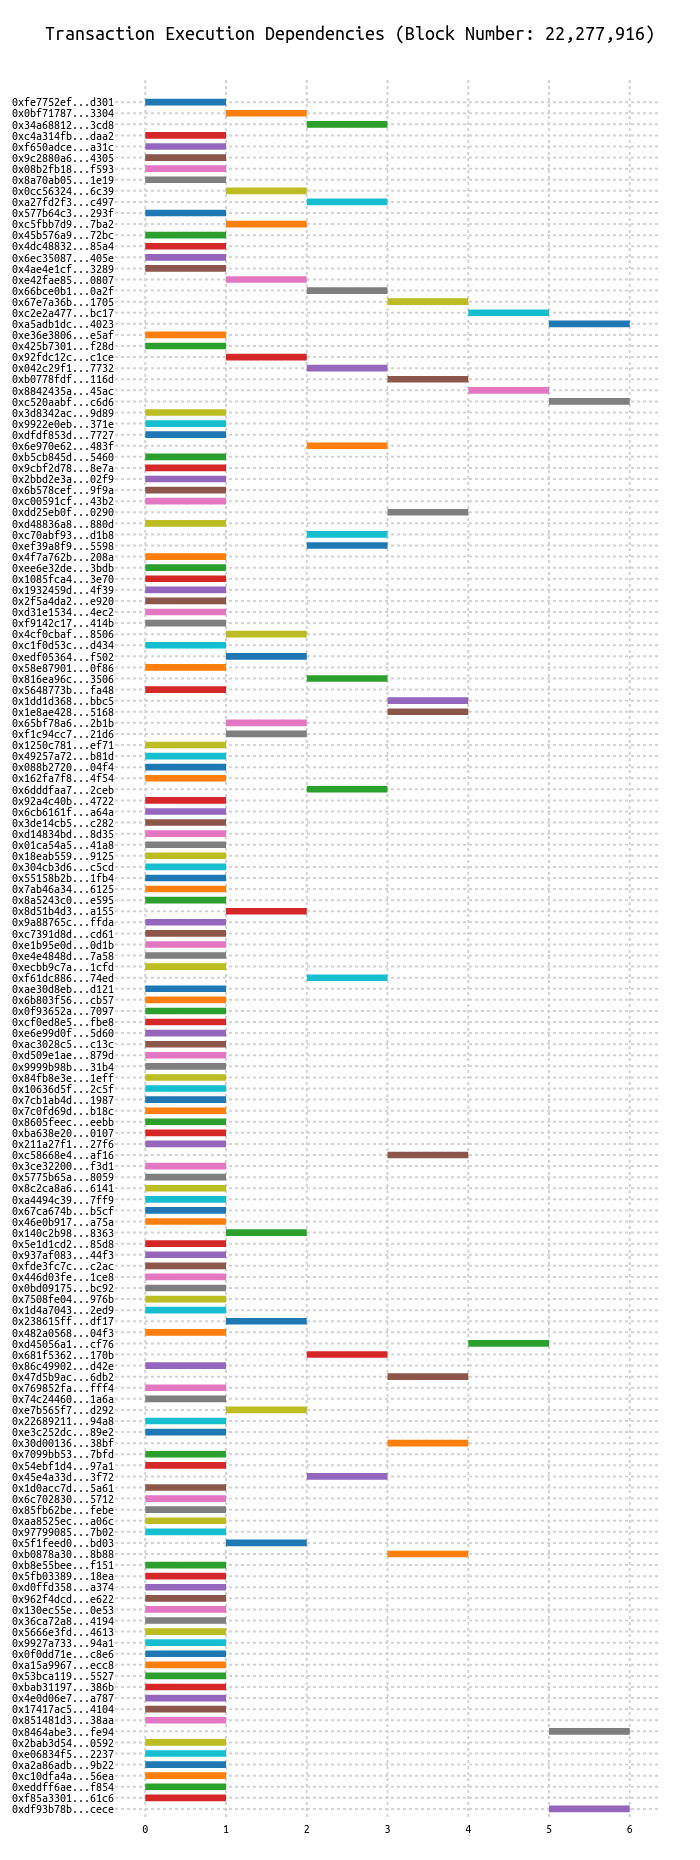 Transaction Execution Dependencies (Block Number: 22,277,916)
0xfe7752ef...d301
0x0bf71787...3304
0x34a68812...3cd8
0xc4a314fb...daa2
0xf650adce...a31c
0x9c2880a6...4305
0x08b2fb18...f593
0x8a70ab05...1e19
0x0cc56324...6c39
0xa27fd2f3...c497
0x577b64c3...293f
0xc5fbb7d9...7ba2
0x45b576a9...72bc
0x4dc48832...85a4
0x6ec35087...405e
0x4ae4e1cf...3289
0xe42fae85...0807
0x66bce0b1...0a2f
0x67e7a36b...1705
0xc2e2a477...bc17
0xa5adb1dc...4023
0xe36e3806...e5af
0x425b7301...f28d
0x92fdc12c...c1ce
0x042c29f1...7732
0xb0778fdf...116d
0x8842435a...45ac
0xc520aabf...c6d6
0x3d8342ac...9d89
0x9922e0eb...371e
0xdfdf853d...7727
0x6e970e62...483f
0xb5cb845d...5460
0x9cbf2d78...8e7a
0x2bbd2e3a...02f9
0x6b578cef...9f9a
0xc00591cf...43b2
0xdd25eb0f...0290
0xd48836a8...880d
0xc70abf93...d1b8
0xef39a8f9...5598
0x4f7a762b...208a
0xee6e32de...3bdb
0x1085fca4...3e70
0x1932459d...4f39
0x2f5a4da2...e920
0xd31e1534...4ec2
0xf9142c17...414b
0x4cf0cbaf...8506
0xc1f0d53c...d434
0xedf05364...f502
0x58e87901...0f86
0x816ea96c...3506
0x5648773b...fa48
0x1dd1d368...bbc5
0x1e8ae428...5168
0x65bf78a6...2b1b
0xf1c94cc7...21d6
0x1250c781...ef71
0x49257a72...b81d
0x088b2720...04f4
0x162fa7f8...4f54
0x6dddfaa7...2ceb
0x92a4c40b...4722
0x6cb6161f...a64a
0x3de14cb5...c282
0xd14834bd...8d35
0x01ca54a5...41a8
0x18eab559...9125
0x304cb3d6...c5cd
0x55158b2b...1fb4
0x7ab46a34...6125
0x8a5243c0...e595
0x8d51b4d3...a155
0x9a88765c...ffda
0xc7391d8d...cd61
0xe1b95e0d...0d1b
0xe4e4848d...7a58
0xecbb9c7a...1cfd
0xf61dc886...74ed
0xae30d8eb...d121
0x6b803f56...cb57
0x0f93652a...7097
0xcf0ed8e5...fbe8
0xe6e99d0f...5d60
0xac3028c5...c13c
0xd509e1ae...879d
0x9999b98b...31b4
0x84fb8e3e...1eff
0x10636d5f...2c5f
0x7cb1ab4d...1987
0x7c0fd69d...b18c
0x8605feec...eebb
0xba638e20...0107
0x211a27f1...27f6
0xc58668e4...af16
0x3ce32200...f3d1
0x5775b65a...8059
0x8c2ca8a6...6141
0xa4494c39...7ff9
0x67ca674b...b5cf
0x46e0b917...a75a
0x140c2b98...8363
0x5e1d1cd2...85d8
0x937af083...44f3
0xfde3fc7c...c2ac
0x446d03fe...1ce8
0x0bd09175...bc92
0x7508fe04...976b
0x1d4a7043...2ed9
0x238615ff...df17
0x482a0568...04f3
0xd45056a1...cf76
0x681f5362...170b
0x86c49902...d42e
0x47d5b9ac...6db2
0x769852fa...fff4
0x74c24460...1a6a
0xe7b565f7...d292
0x22689211...94a8
0xe3c252dc...89e2
0x30d00136...38bf
0x7099bb53...7bfd
0x54ebf1d4...97a1
0x45e4a33d...3f72
0x1d0acc7d...5a61
0x6c702830...5712
0x85fb62be...febe
0xaa8525ec...a06c
0x97799085...7b02
0x5f1feed0...bd03
0xb0878a30...8b88
0xb8e55bee...f151
0x5fb03389...18ea
0xd0ffd358...a374
0x962f4dcd...e622
0x130ec55e...0e53
0x36ca72a8...4194
0x5666e3fd...4613
0x9927a733...94a1
0x0f0dd71e...c8e6
0xa15a9967...ecc8
0x53bca119...5527
0xbab31197...386b
0x4e0d06e7...a787
0x17417ac5...4104
0x851481d3...38aa
0x8464abe3...fe94
0x2bab3d54...0592
0xe06834f5...2237
0xa2a86adb...9b22
0xc10dfa4a...56ea
0xeddff6ae...f854
0xf85a3301...61c6
0xdf93b78b...cece
0 1 2 3 4 5 6